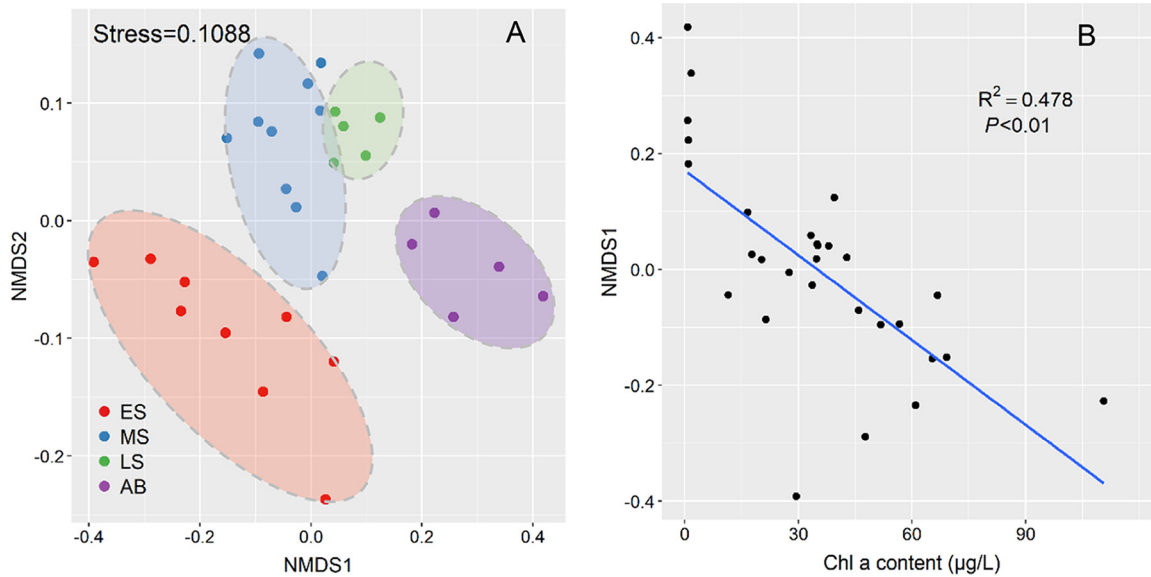 Stress=0.1088
A
0.1
0.0
-0.1
-0.2
NMDS2
ES
MS
LS
AB
-0.4
-0.2
0.0
0.2
0.4
NMDS1
B
R² = 0.478
P<0.01
0.4
0.2
0.0
-0.2
-0.4
NMDS1
0
30
60
90
Chl a content (µg/L)